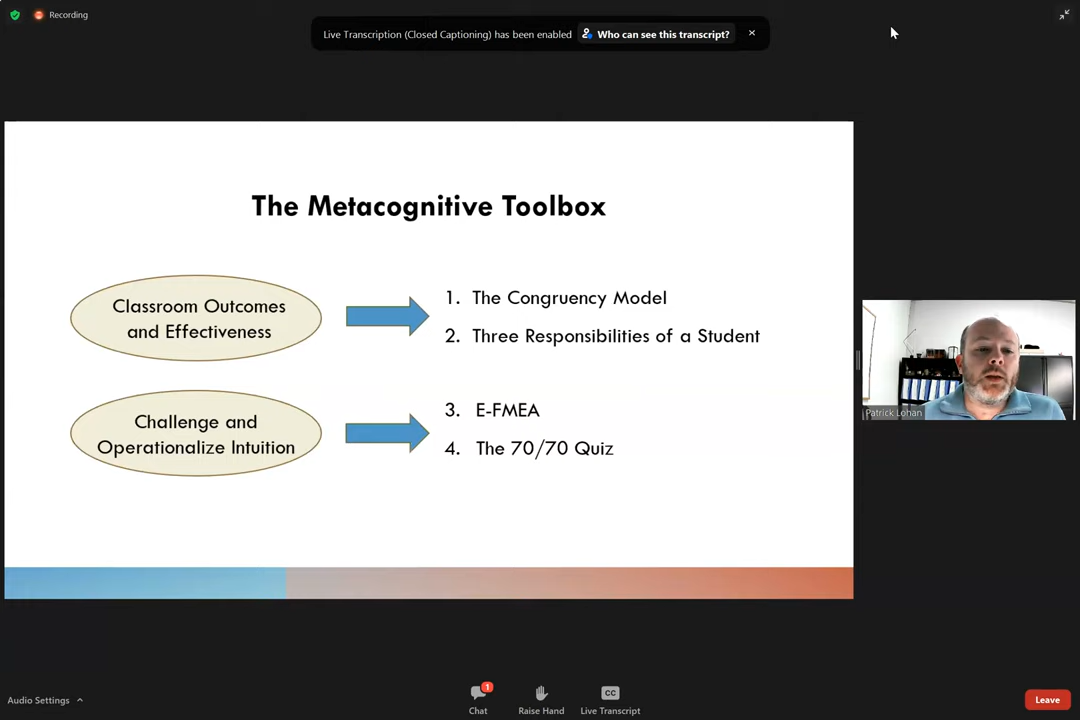 Recording
Live Transcription (Closed Captioning) has been enabled Who can see this transcript?
The Metacognitive Toolbox
Classroom Outcomes
and Effectiveness
1. The Congruency Model
2. Three Responsibilities of a Student
Challenge and
Operationalize Intuition
3. E-FMEA
4. The 70/70 Quiz
Patrick Lohan
Audio Settings
1
CC
Chat
Raise Hand
Live Transcript
Leave